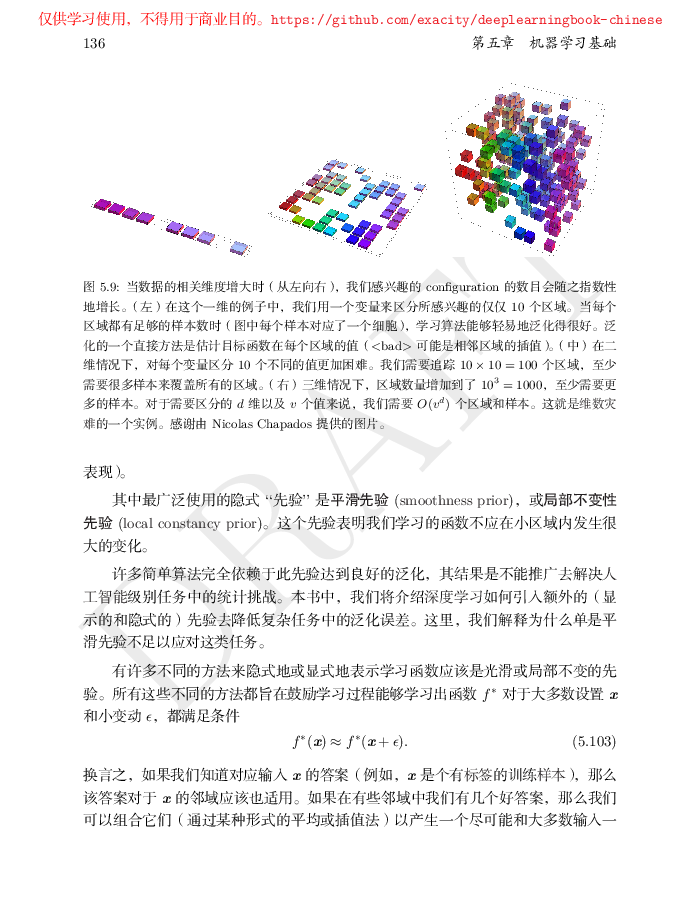 仅供学习使用，不得用于商业目的。https://github.com/exacity/deeplearningbook-chinese
136 第五章 机器学习基础
图 5.9: 当数据的相关维度增大时（从左向右），我们感兴趣的 configuration 的数目会随之指数性
地增长。（左）在这个一维的例子中，我们用一个变量来区分所感兴趣的仅仅 10 个区域。当每个
区域都有足够的样本数时（图中每个样本对应了一个细胞），学习算法能够轻易地泛化得很好。泛
化的一个直接方法是估计目标函数在每个区域的值（<bad> 可能是相邻区域的插值）。（中）在二
维情况下，对每个变量区分 10 个不同的值更加困难。我们需要追踪 10 × 10 = 100 个区域，至少
需要很多样本来覆盖所有的区域。（右）三维情况下，区域数量增加到了 10³ = 1000，至少需要更
多的样本。对于需要区分的 d 维以及 v 个值来说，我们需要 O(vᵈ) 个区域和样本。这就是维数灾
难的一个实例。感谢由 Nicolas Chapados 提供的图片。
表现）。
其中最广泛使用的隐式 “先验” 是平滑先验 (smoothness prior)，或局部不变性
先验 (local constancy prior)。这个先验表明我们学习的函数不应在小区域内发生很
大的变化。
许多简单算法完全依赖于此先验达到良好的泛化，其结果是不能推广去解决人
工智能级别任务中的统计挑战。本书中，我们将介绍深度学习如何引入额外的（显
示的和隐式的）先验去降低复杂任务中的泛化误差。这里，我们解释为什么单是平
滑先验不足以应对这类任务。
有许多不同的方法来隐式地或显式地表示学习函数应该是光滑或局部不变的先
验。所有这些不同的方法都旨在鼓励学习过程能够学习出函数 f* 对于大多数设置 x
和小变动 ϵ，都满足条件
f*(x) ≈ f*(x + ϵ). (5.103)
换言之，如果我们知道对应输入 x 的答案（例如，x 是个有标签的训练样本），那么
该答案对于 x 的邻域应该也适用。如果在有些邻域中我们有几个好答案，那么我们
可以组合它们（通过某种形式的平均或插值法）以产生一个尽可能和大多数输入一
DRAFT